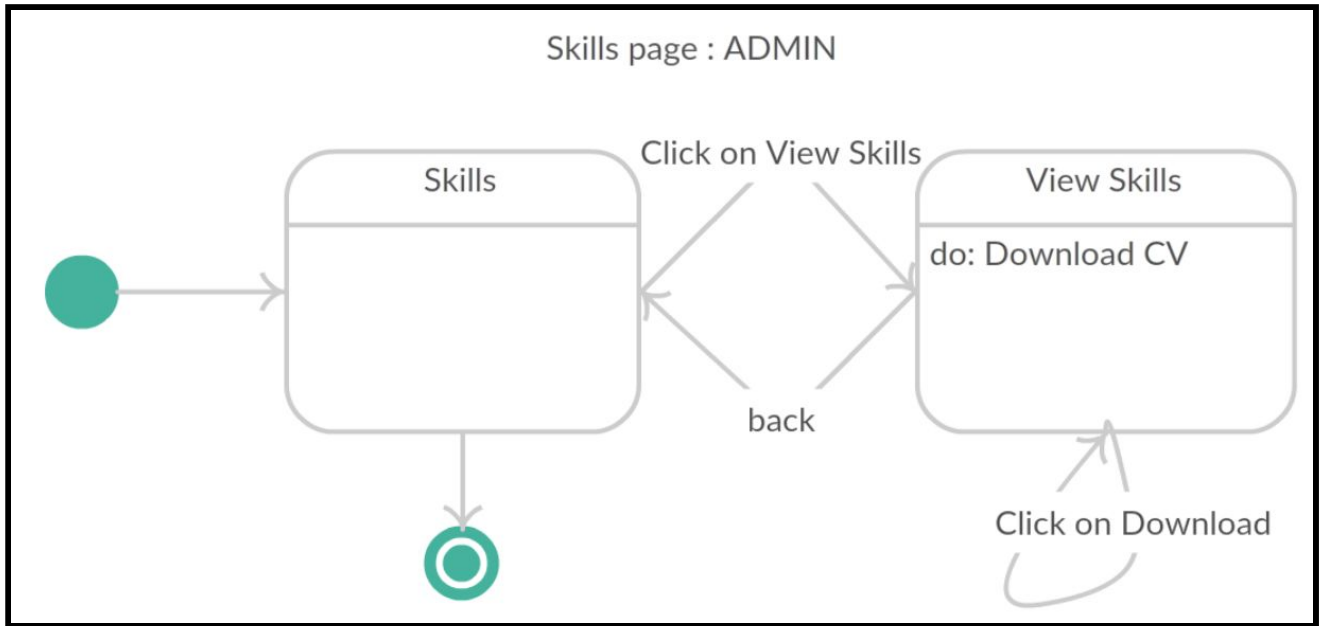 Skills page : ADMIN
Click on View Skills
Skills
View Skills
do: Download CV
back
Click on Download